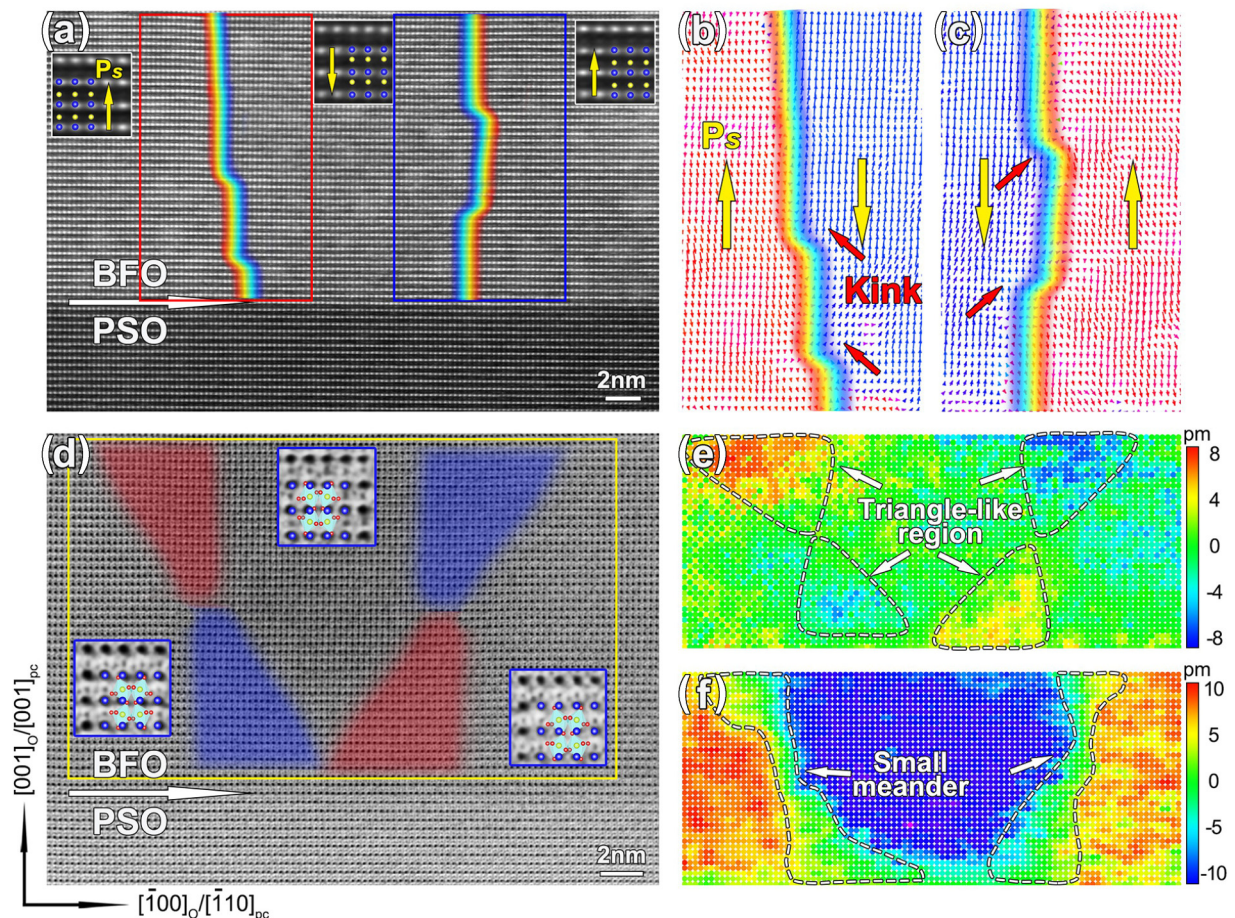 (a)
Ps
BFO
PSO
2nm
(b)
Ps
Kink
(c)
(d)
BFO
PSO
2nm
[001]O/[001]pc
[1̄00]O/[1̄10]pc
(e)
Triangle-like
region
pm
8
4
0
-4
-8
(f)
Small
meander
pm
10
5
0
-5
-10